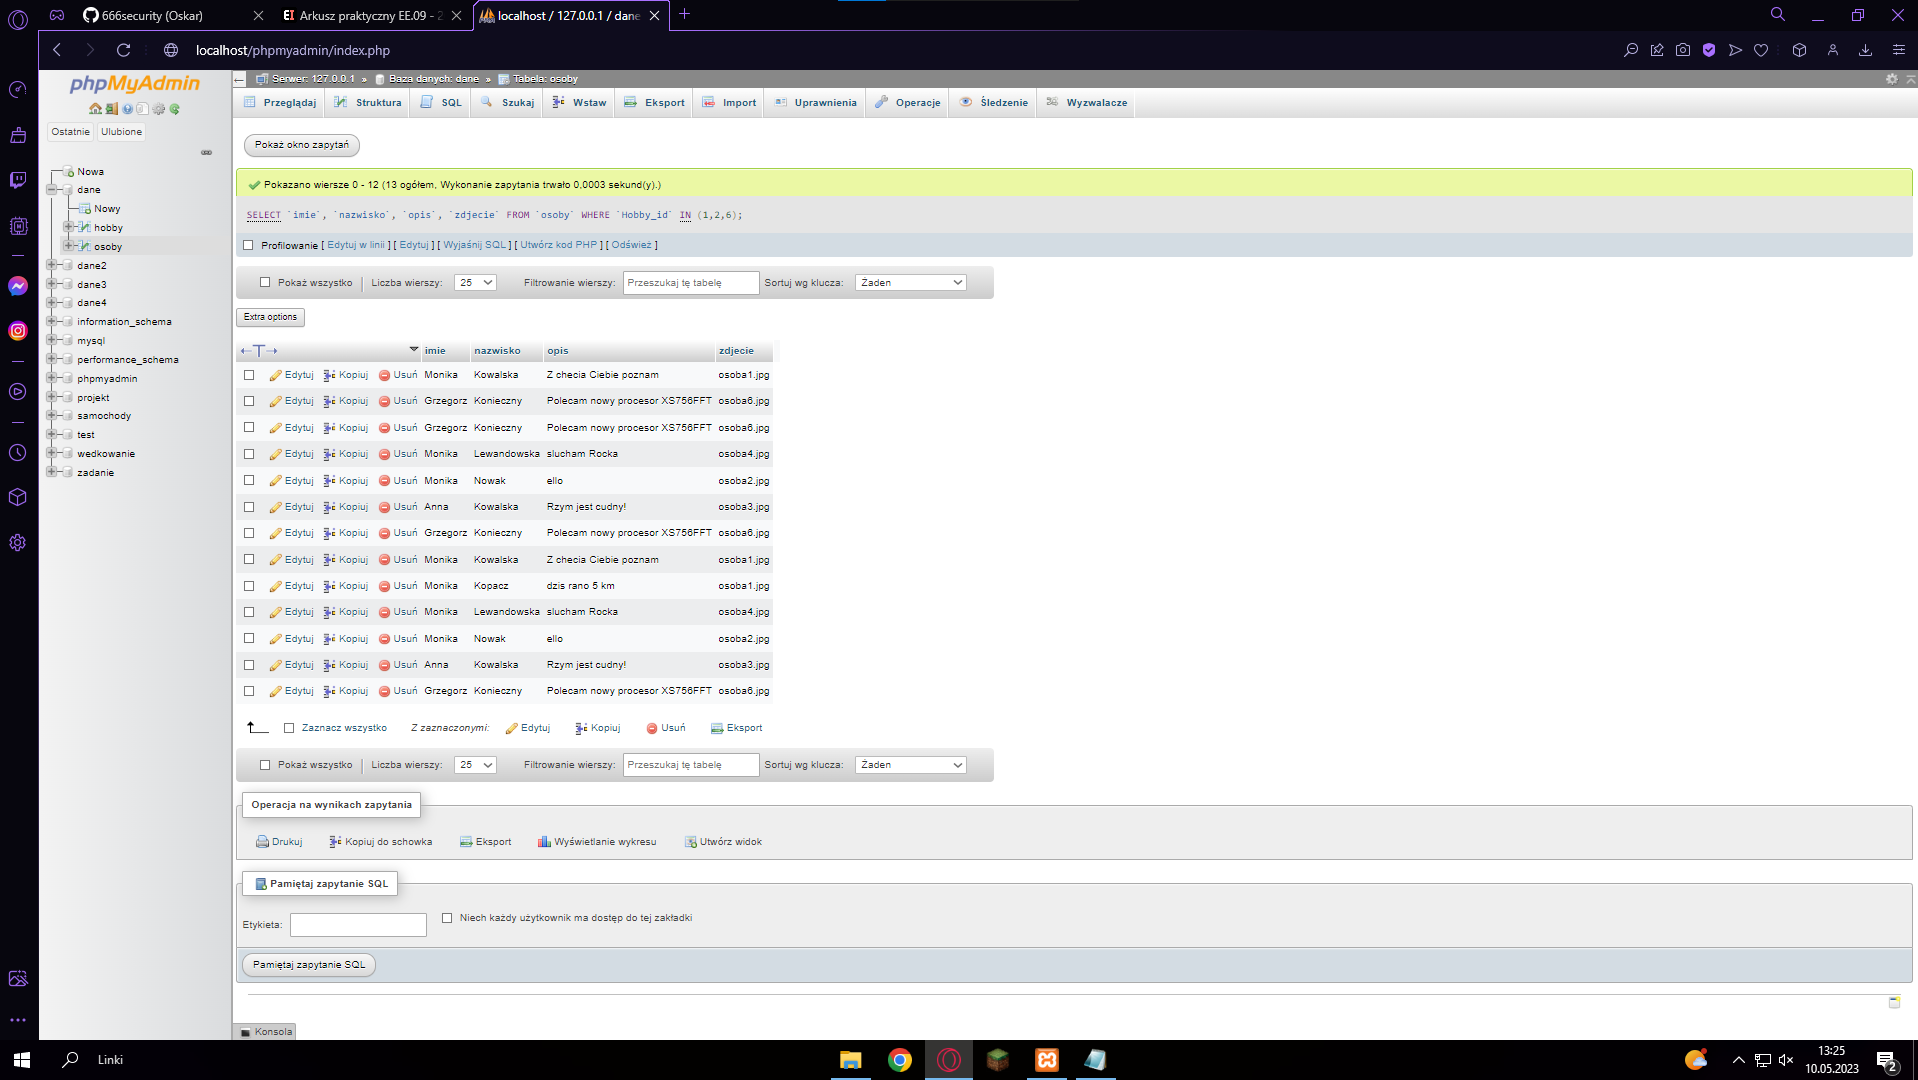 666security (Oskar)
Arkusz praktyczny EE.09 - 2
localhost / 127.0.0.1 / dane
localhost/phpmyadmin/index.php
phpMyAdmin
Ostatnie Ulubione
Nowa
dane
Nowy
hobby
osoby
dane2
dane3
dane4
information_schema
mysql
performance_schema
phpmyadmin
projekt
samochody
test
wedkowanie
zadanie
Serwer: 127.0.0.1 » Baza danych: dane » Tabela: osoby
Przeglądaj Struktura SQL Szukaj Wstaw Eksport Import Uprawnienia Operacje Śledzenie Wyzwalacze
Pokaż okno zapytań
Pokazano wiersze 0 - 12 (13 ogółem, Wykonanie zapytania trwało 0,0003 sekund(y).)
SELECT `imie`, `nazwisko`, `opis`, `zdjecie` FROM `osoby` WHERE `Hobby_id` IN (1,2,6);
Profilowanie [ Edytuj w linii ] [ Edytuj ] [ Wyjaśnij SQL ] [ Utwórz kod PHP ] [ Odśwież ]
Pokaż wszystko | Liczba wierszy: 25 Filtrowanie wierszy: Przeszukaj tę tabelę Sortuj wg klucza: Żaden
Extra options
←T→ imie nazwisko opis zdjecie
Edytuj Kopiuj Usuń Monika Kowalska Z checia Ciebie poznam osoba1.jpg
Edytuj Kopiuj Usuń Grzegorz Konieczny Polecam nowy procesor XS756FFT osoba6.jpg
Edytuj Kopiuj Usuń Grzegorz Konieczny Polecam nowy procesor XS756FFT osoba6.jpg
Edytuj Kopiuj Usuń Monika Lewandowska slucham Rocka osoba4.jpg
Edytuj Kopiuj Usuń Monika Nowak ello osoba2.jpg
Edytuj Kopiuj Usuń Anna Kowalska Rzym jest cudny! osoba3.jpg
Edytuj Kopiuj Usuń Grzegorz Konieczny Polecam nowy procesor XS756FFT osoba6.jpg
Edytuj Kopiuj Usuń Monika Kowalska Z checia Ciebie poznam osoba1.jpg
Edytuj Kopiuj Usuń Monika Kopacz dzis rano 5 km osoba1.jpg
Edytuj Kopiuj Usuń Monika Lewandowska slucham Rocka osoba4.jpg
Edytuj Kopiuj Usuń Monika Nowak ello osoba2.jpg
Edytuj Kopiuj Usuń Anna Kowalska Rzym jest cudny! osoba3.jpg
Edytuj Kopiuj Usuń Grzegorz Konieczny Polecam nowy procesor XS756FFT osoba6.jpg
Zaznacz wszystko Z zaznaczonymi: Edytuj Kopiuj Usuń Eksport
Pokaż wszystko | Liczba wierszy: 25 Filtrowanie wierszy: Przeszukaj tę tabelę Sortuj wg klucza: Żaden
Operacja na wynikach zapytania
Drukuj Kopiuj do schowka Eksport Wyświetlanie wykresu Utwórz widok
Pamiętaj zapytanie SQL
Etykieta: Niech każdy użytkownik ma dostęp do tej zakładki
Pamiętaj zapytanie SQL
Konsola
Linki
13:25
10.05.2023
2